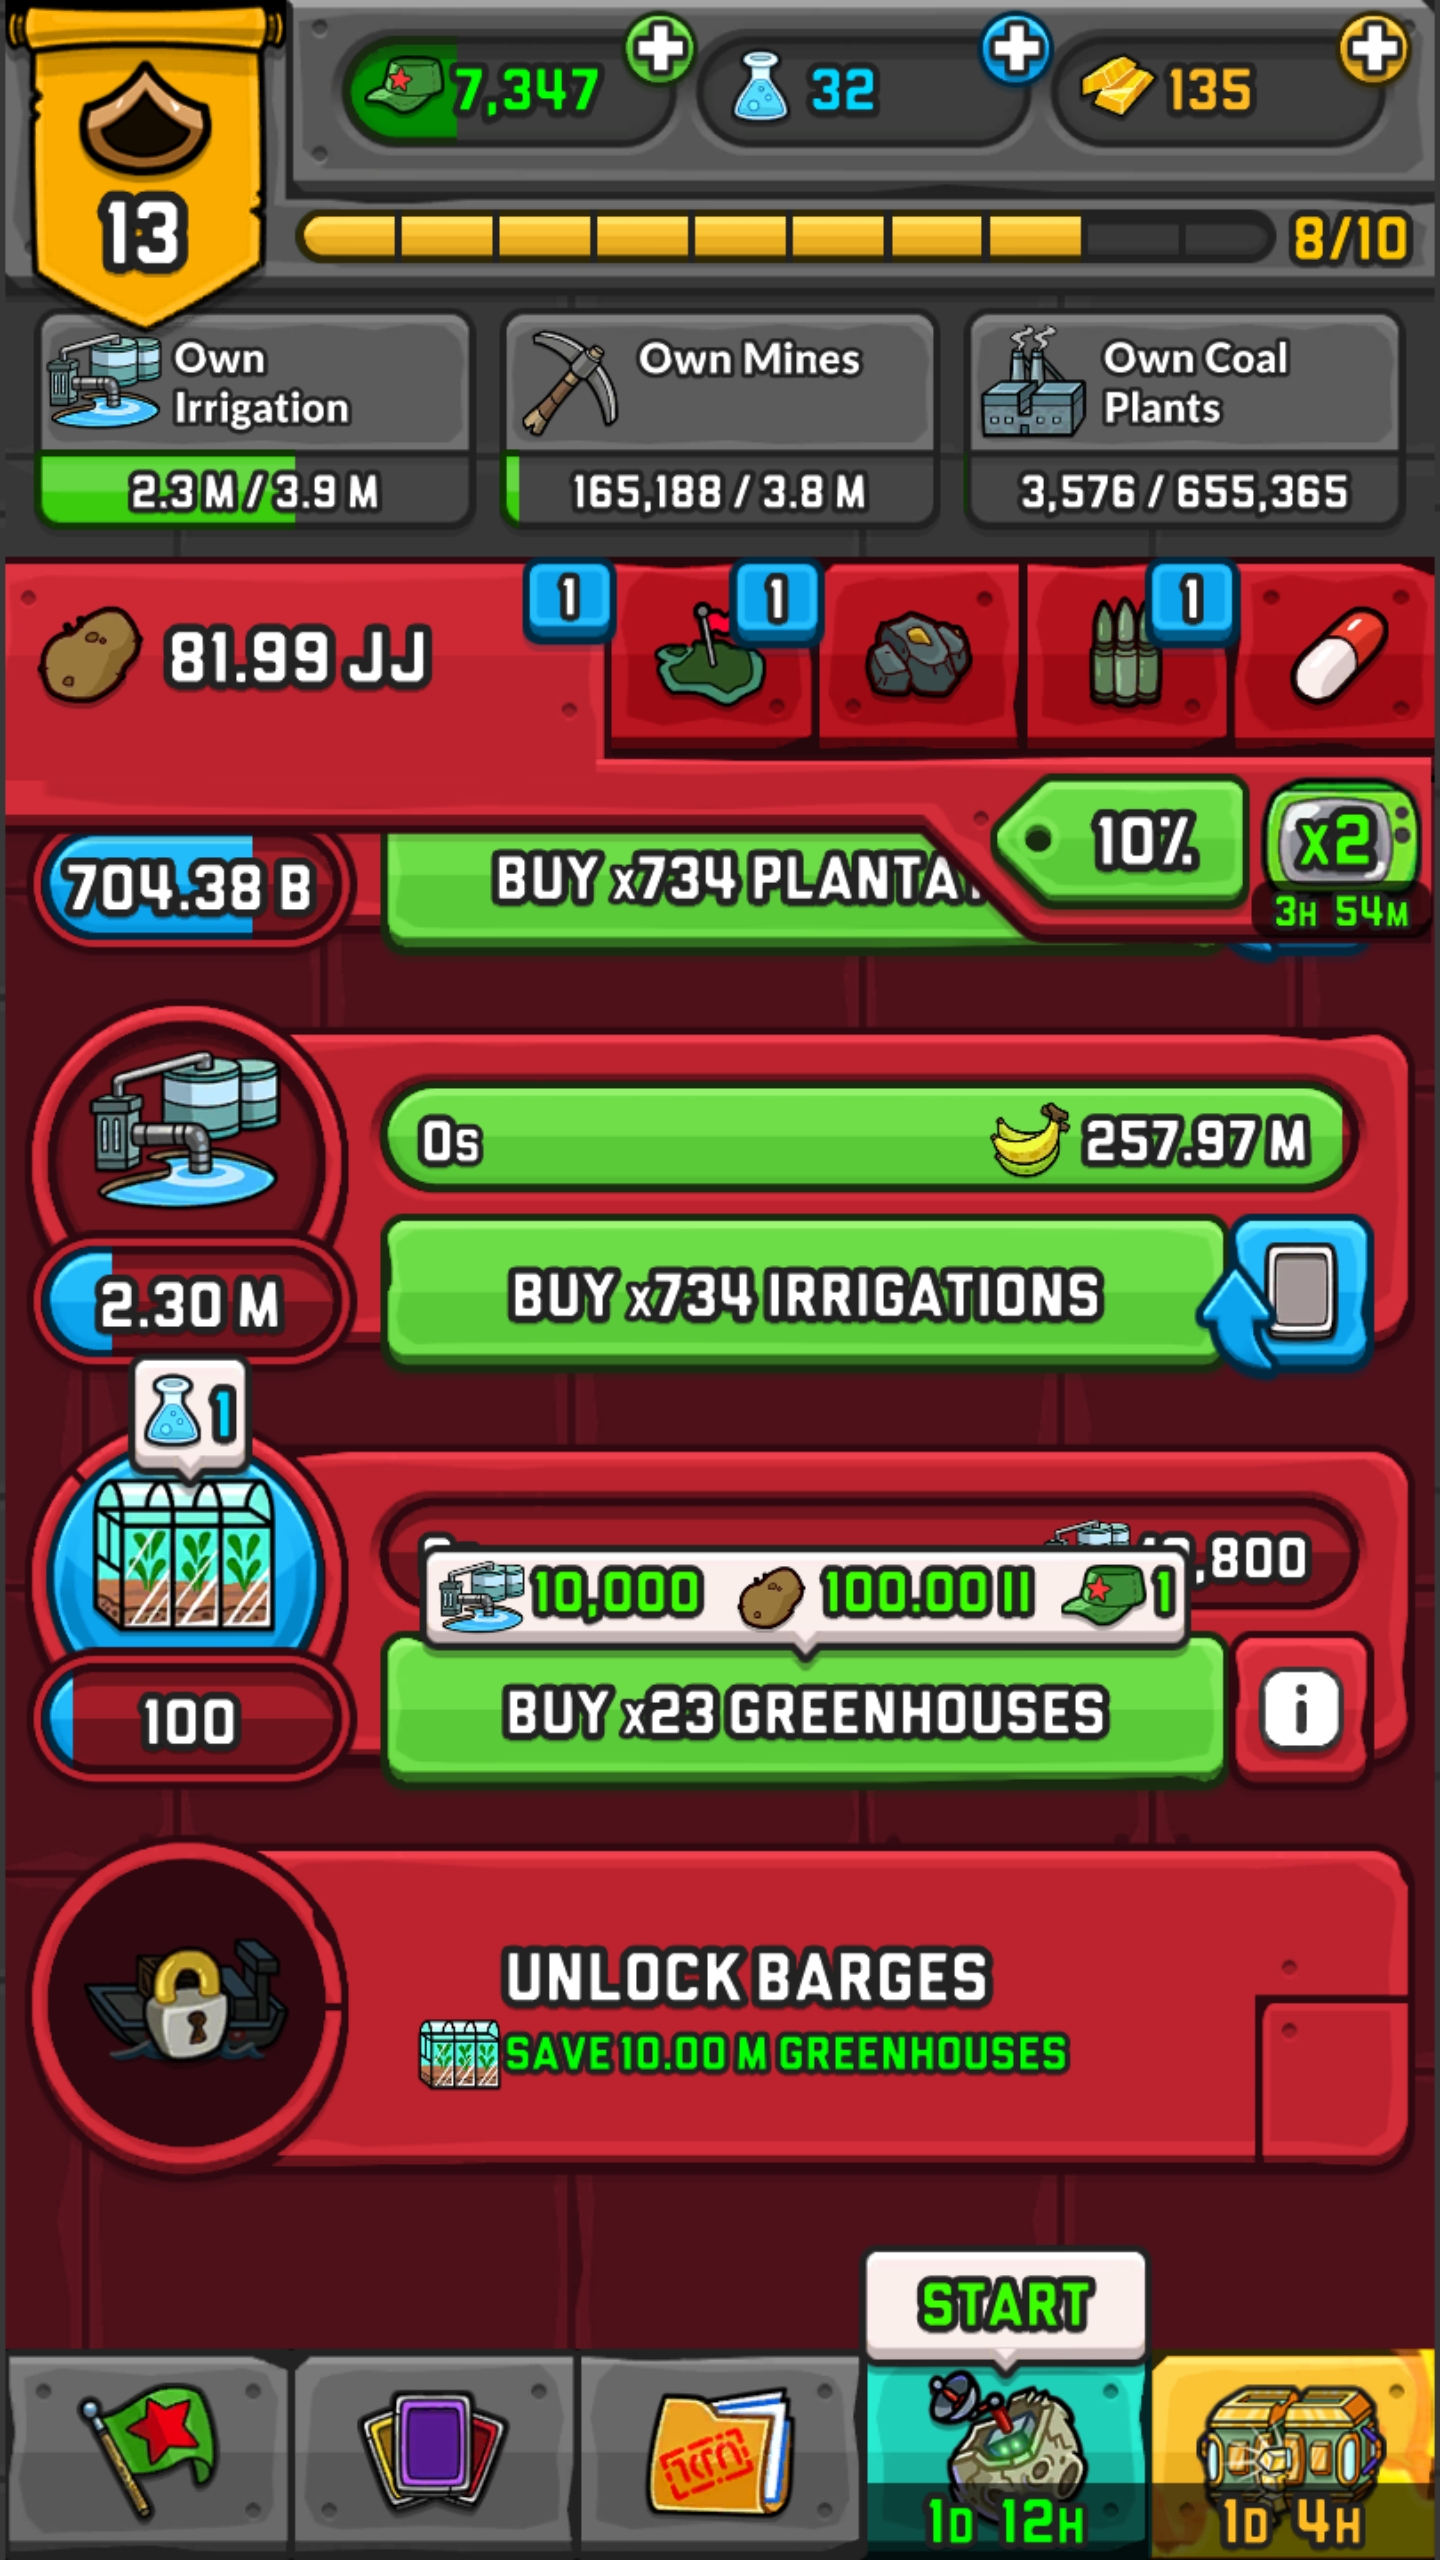 7,347
32
135
13
8/10
Own
Irrigation
2.3 M / 3.9 M
Own Mines
165,188 / 3.8 M
Own Coal
Plants
3,576 / 655,365
81.99 JJ
1
1
1
10%
x2
3H 54M
704.38 B
BUY x734
0s
257.97 M
2.30 M
BUY x734 IRRIGATIONS
1
,800
10,000
100.00 II
1
100
BUY x23 GREENHOUSES
i
UNLOCK BARGES
SAVE 10.00 M GREENHOUSES
START
1D 12H
1D 4H